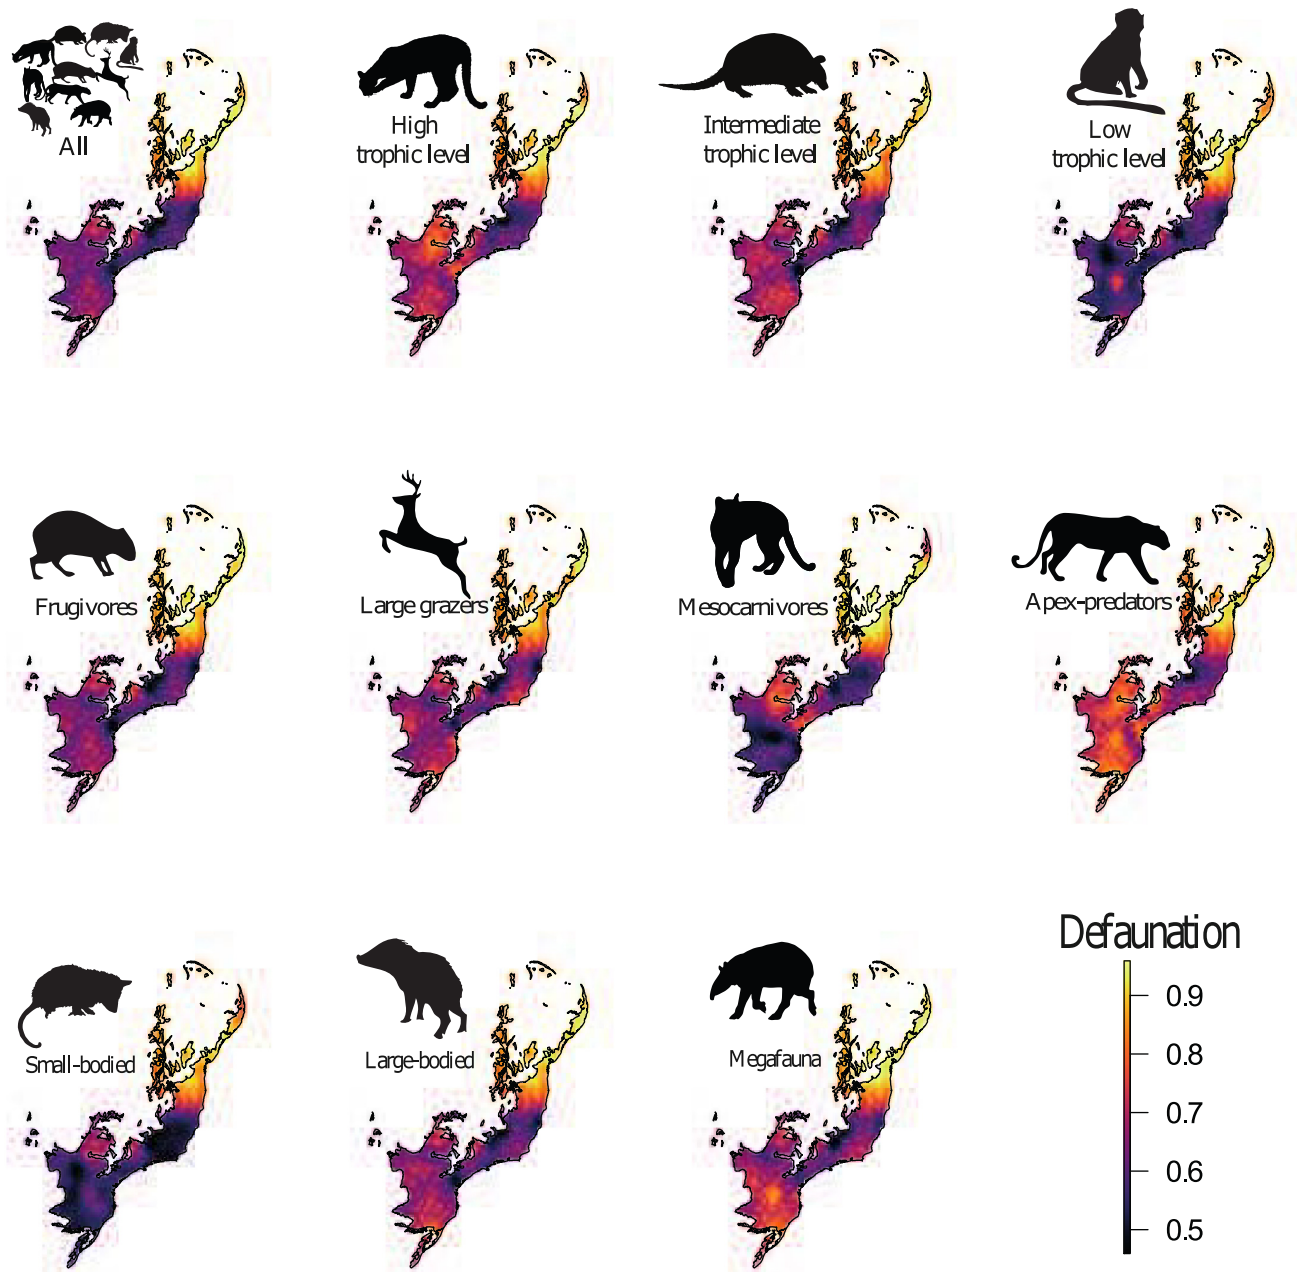 All
High
trophic level
Intermediate
trophic level
Low
trophic level
Frugivores
Large grazers
Mesocarnivores
Apex-predators
Small-bodied
Large-bodied
Megafauna
Defaunation
0.9
0.8
0.7
0.6
0.5